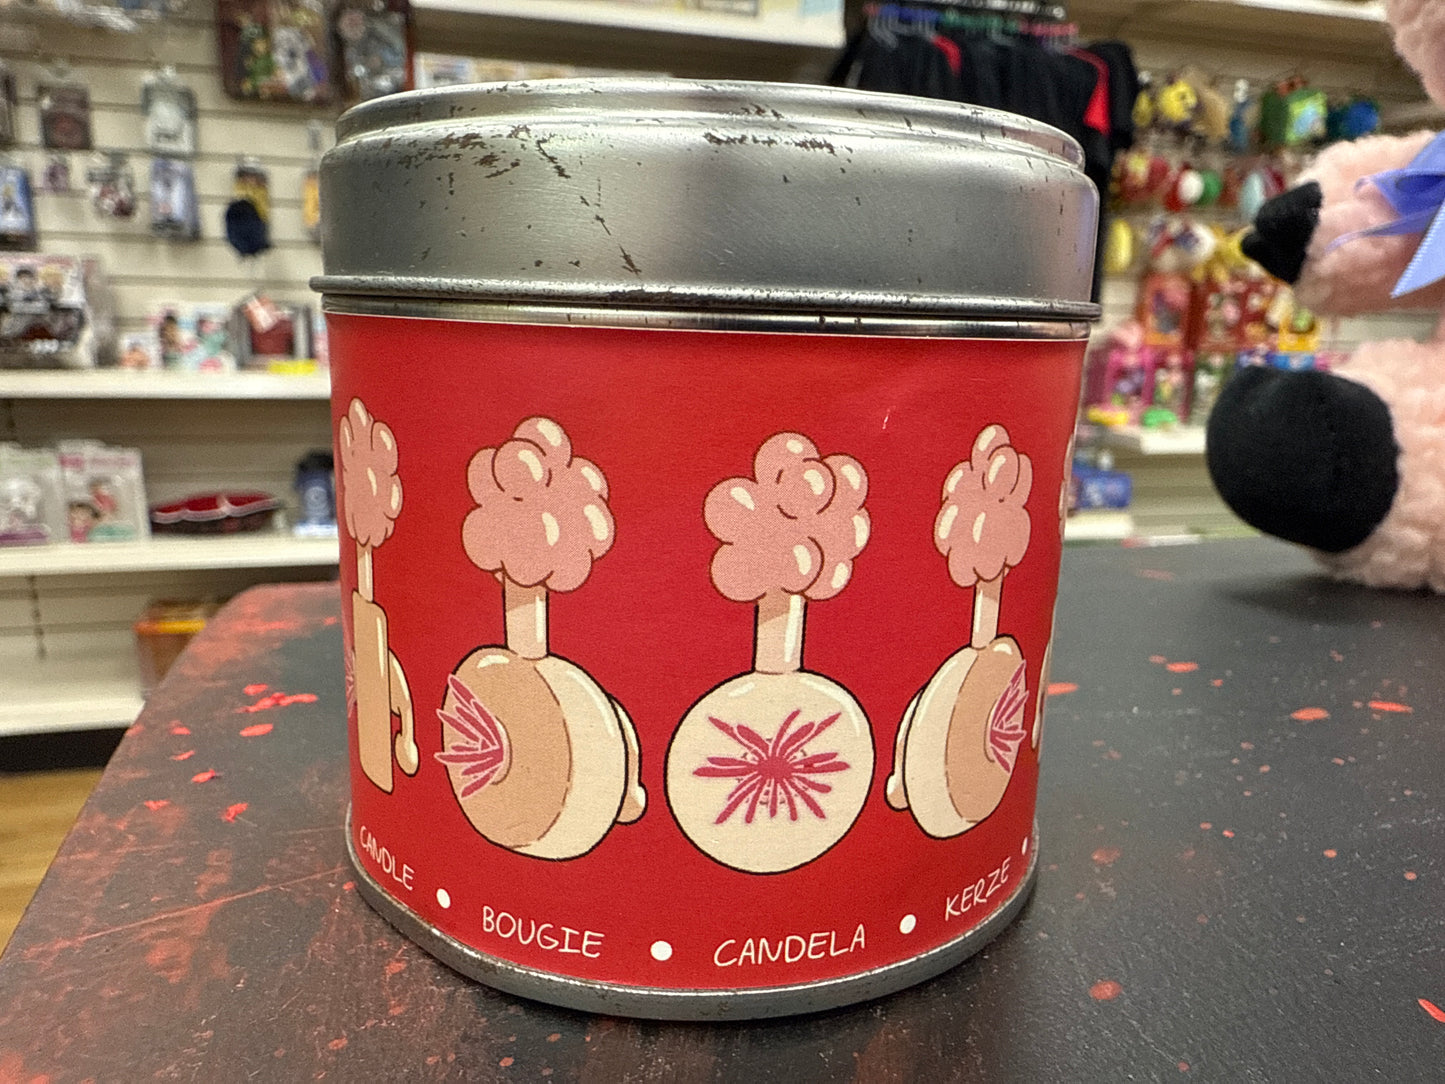 CANDLE • BOUGIE • CANDELA • KERZE •